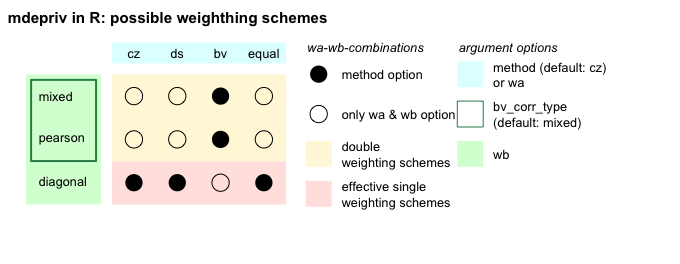 mdepriv in R: possible weighthing schemes
cz ds bv equal
mixed
pearson
diagonal
wa-wb-combinations
method option
only wa & wb option
double
weighting schemes
effective single
weighting schemes
argument options
method (default: cz)
or wa
bv_corr_type
(default: mixed)
wb